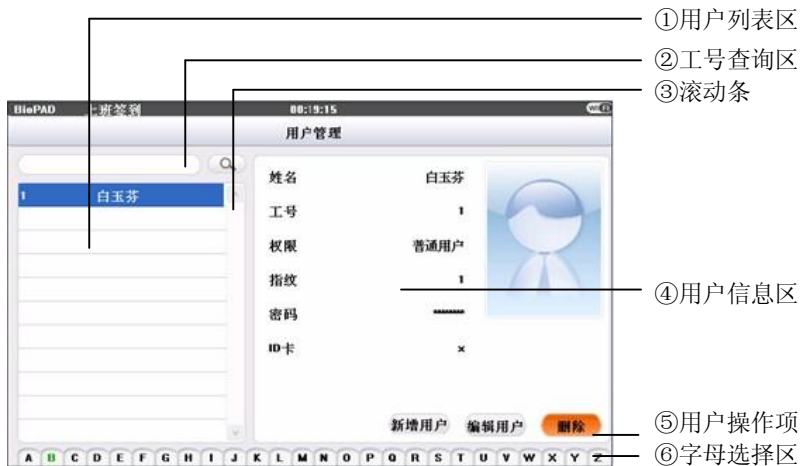 ①用户列表区
②工号查询区
③滚动条
BioPAD 上班签到 00:19:15
用户管理
1 白玉芬
姓名 白玉芬
工号 1
权限 普通用户
指纹 1
密码 ********
ID卡 ×
④用户信息区
新增用户 编辑用户 删除
⑤用户操作项
A B C D E F G H I J K L M N O P Q R S T U V W X Y Z
⑥字母选择区